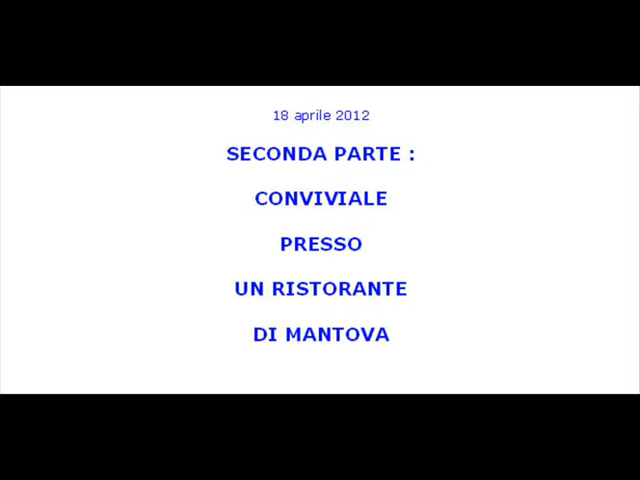 18 aprile 2012
SECONDA PARTE :
CONVIVIALE
PRESSO
UN RISTORANTE
DI MANTOVA